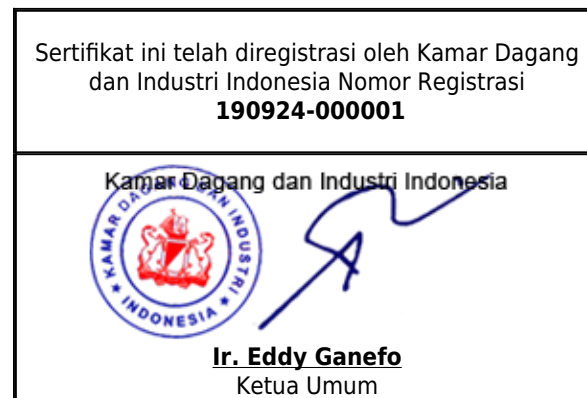 Sertifikat ini telah diregistrasi oleh Kamar Dagang
dan Industri Indonesia Nomor Registrasi
190924-000001
Kamar Dagang dan Industri Indonesia
KAMAR DAGANG DAN INDUSTRI
INDONESIA
Ir. Eddy Ganefo
Ketua Umum